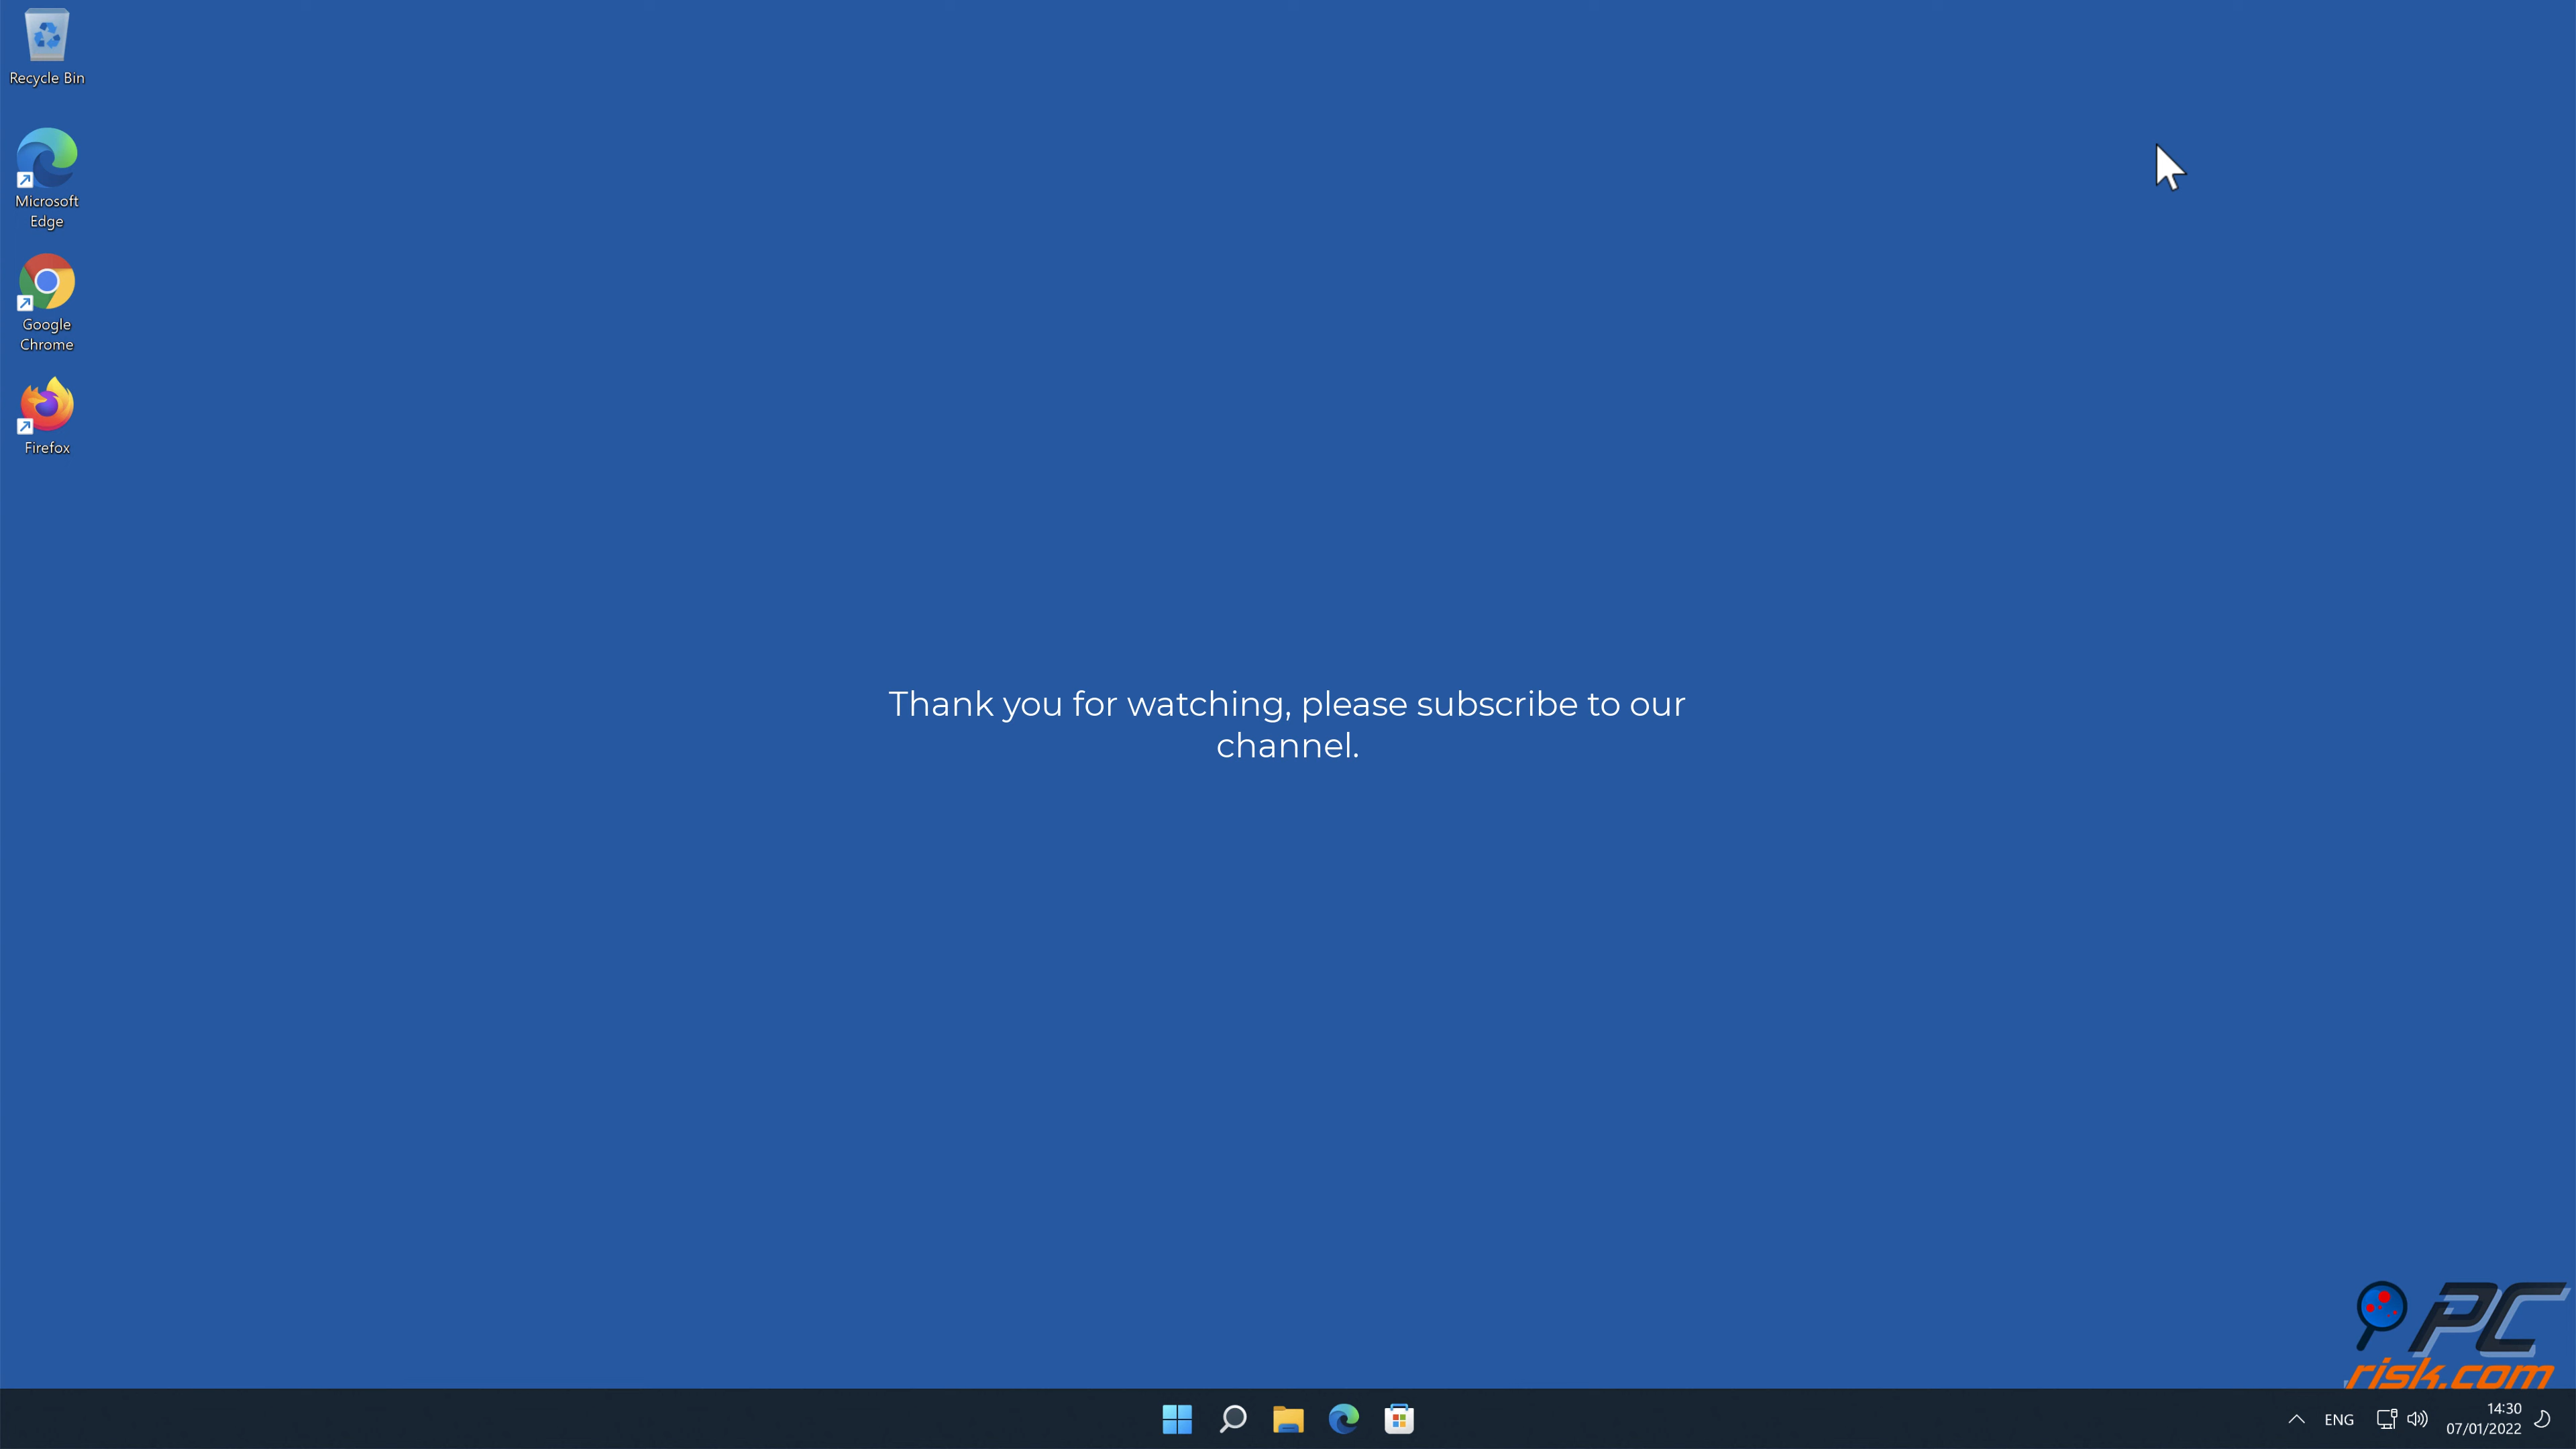 Recycle Bin
Microsoft
Edge
Google
Chrome
Firefox
Thank you for watching, please subscribe to our
channel.
PC
risk.com
ENG
14:30
07/01/2022